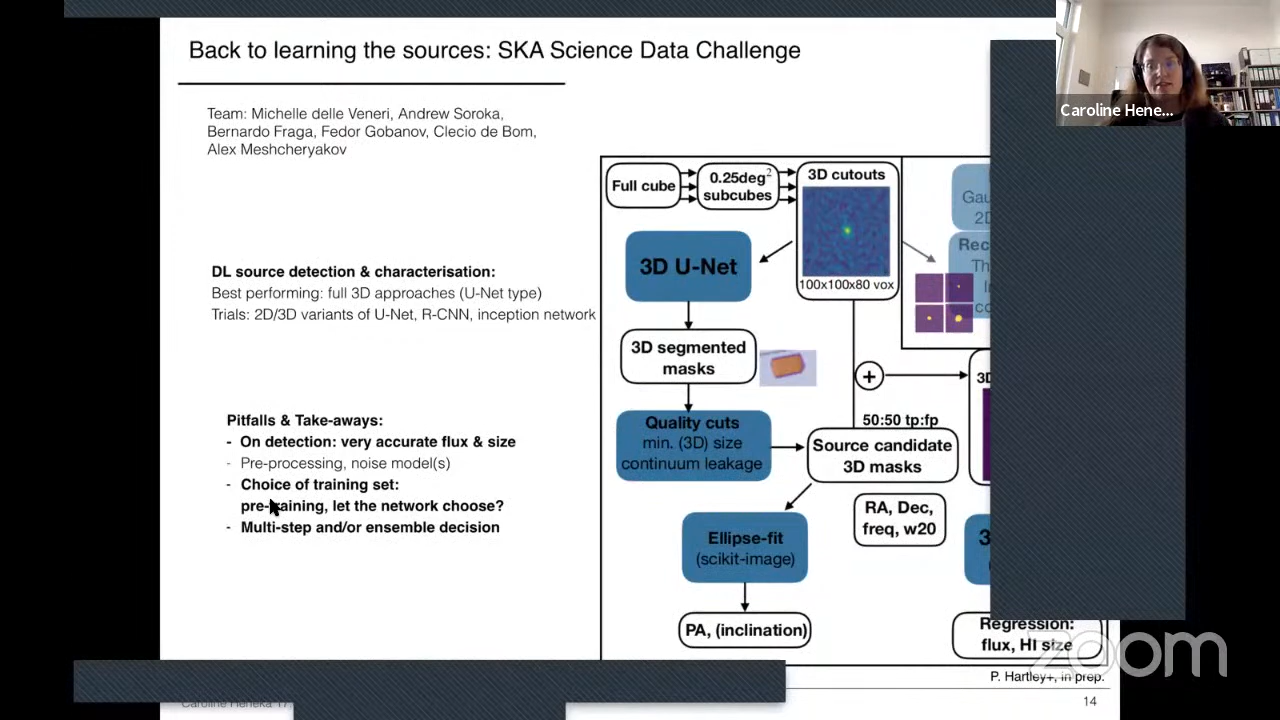 Back to learning the sources: SKA Science Data Challenge
Caroline Hene...
Team: Michelle delle Veneri, Andrew Soroka,
Bernardo Fraga, Fedor Gobanov, Clecio de Bom,
Alex Meshcheryakov
DL source detection & characterisation:
Best performing: full 3D approaches (U-Net type)
Trials: 2D/3D variants of U-Net, R-CNN, inception network
Pitfalls & Take-aways:
- On detection: very accurate flux & size
- Pre-processing, noise model(s)
- Choice of training set:
pre-training, let the network choose?
- Multi-step and/or ensemble decision
Full cube
0.25deg²
subcubes
3D cutouts
100x100x80 vox
3D U-Net
3D segmented
masks
Quality cuts
min. (3D) size
continuum leakage
+
50:50 tp:fp
Source candidate
3D masks
RA, Dec,
freq, w20
Ellipse-fit
(scikit-image)
PA, (inclination)
Regression:
flux, HI size
zoom
P. Hartley+, in prep.
Caroline Heneka 17
14